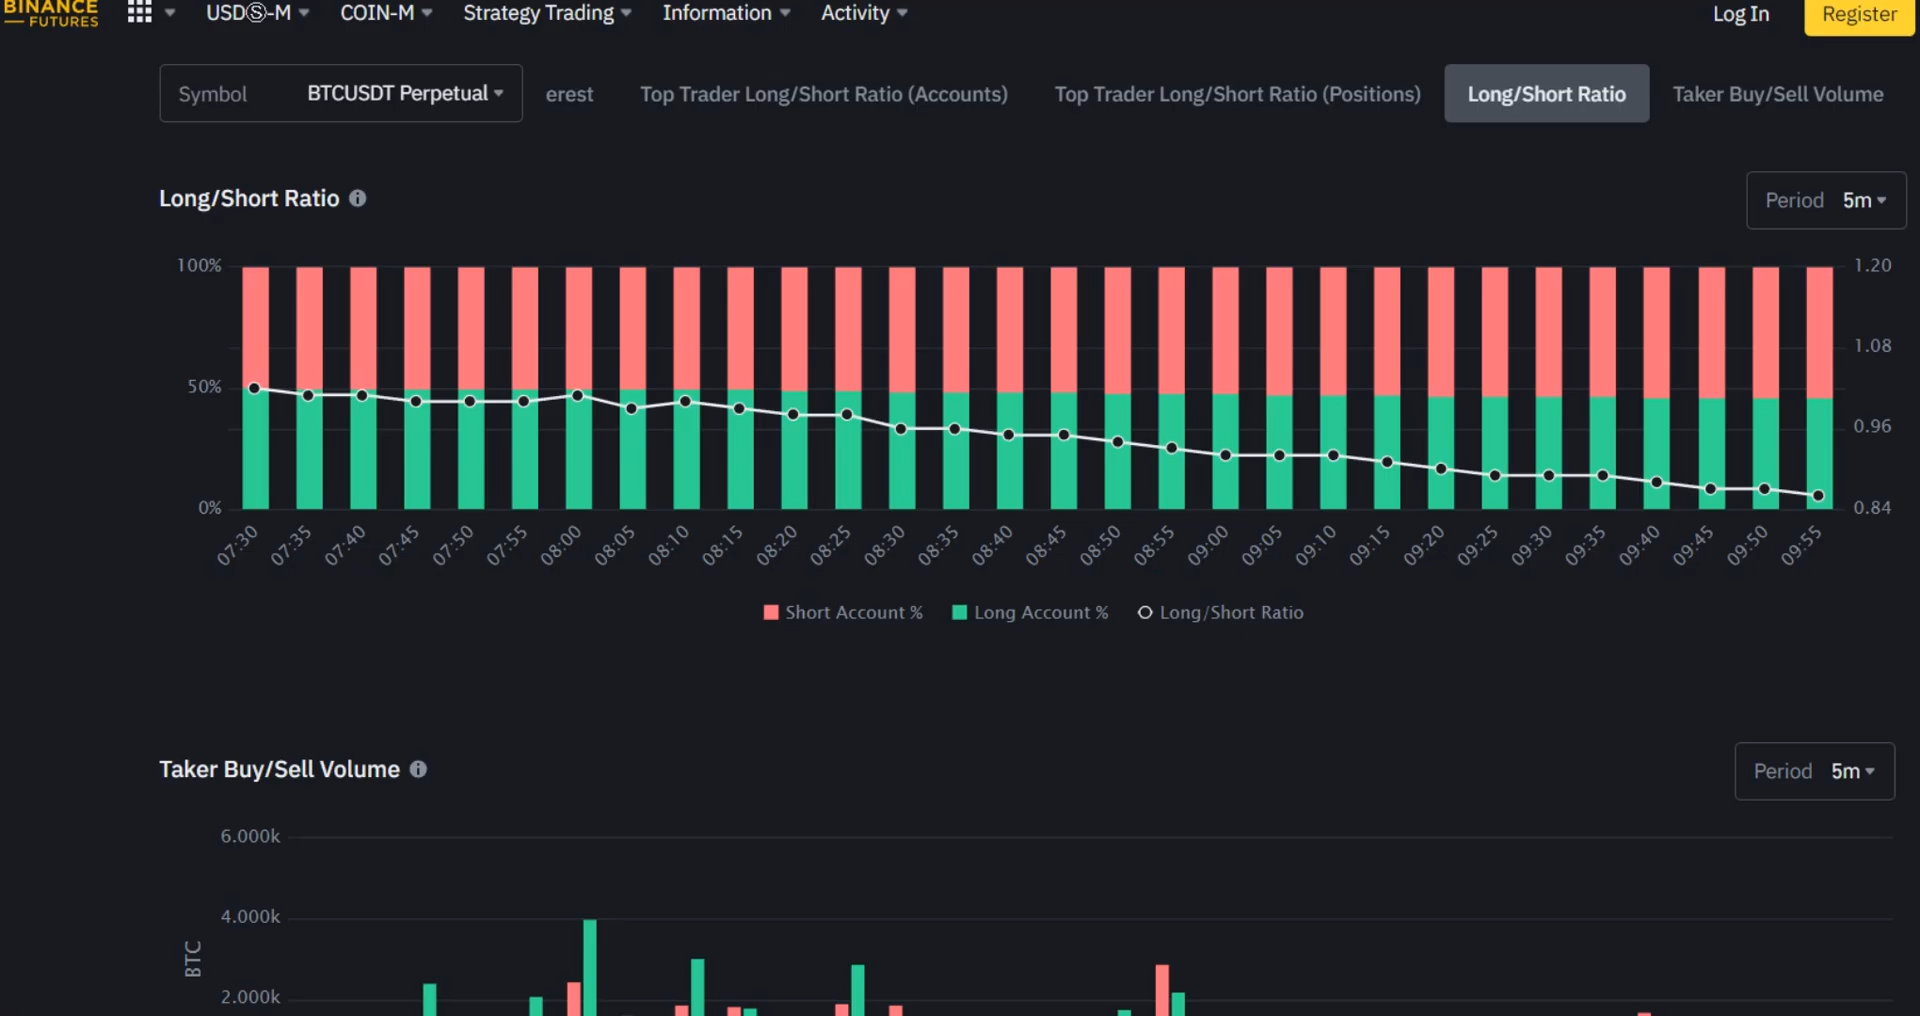 BINANCE
FUTURES
USDⓈ-M
COIN-M
Strategy Trading
Information
Activity
Log In
Register
Symbol
BTCUSDT Perpetual
erest
Top Trader Long/Short Ratio (Accounts)
Top Trader Long/Short Ratio (Positions)
Long/Short Ratio
Taker Buy/Sell Volume
Long/Short Ratio
Period 5m
100%
50%
0%
1.20
1.08
0.96
0.84
07:30
07:35
07:40
07:45
07:50
07:55
08:00
08:05
08:10
08:15
08:20
08:25
08:30
08:35
08:40
08:45
08:50
08:55
09:00
09:05
09:10
09:15
09:20
09:25
09:30
09:35
09:40
09:45
09:50
09:55
Short Account %
Long Account %
Long/Short Ratio
Taker Buy/Sell Volume
Period 5m
6.000k
4.000k
2.000k
BTC